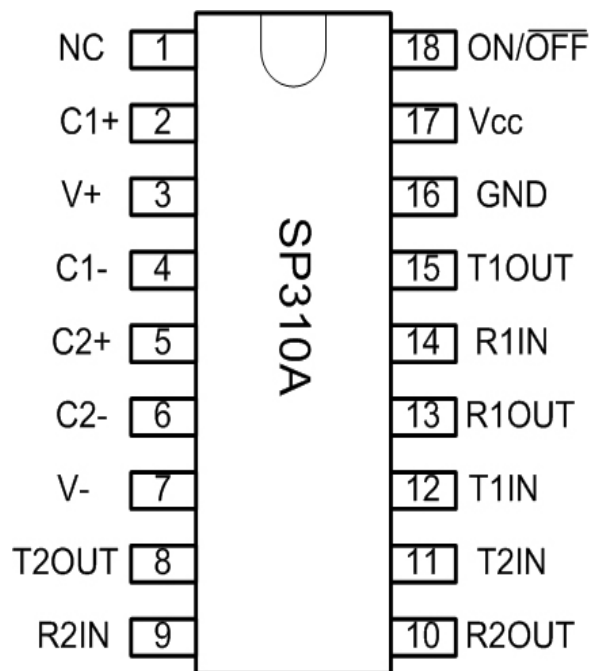 NC 1 18 ON/OFF
C1+ 2 17 Vcc
V+ 3 16 GND
C1- 4 15 T1OUT
C2+ 5 14 R1IN
C2- 6 13 R1OUT
V- 7 12 T1IN
T2OUT 8 11 T2IN
R2IN 9 10 R2OUT
SP310A